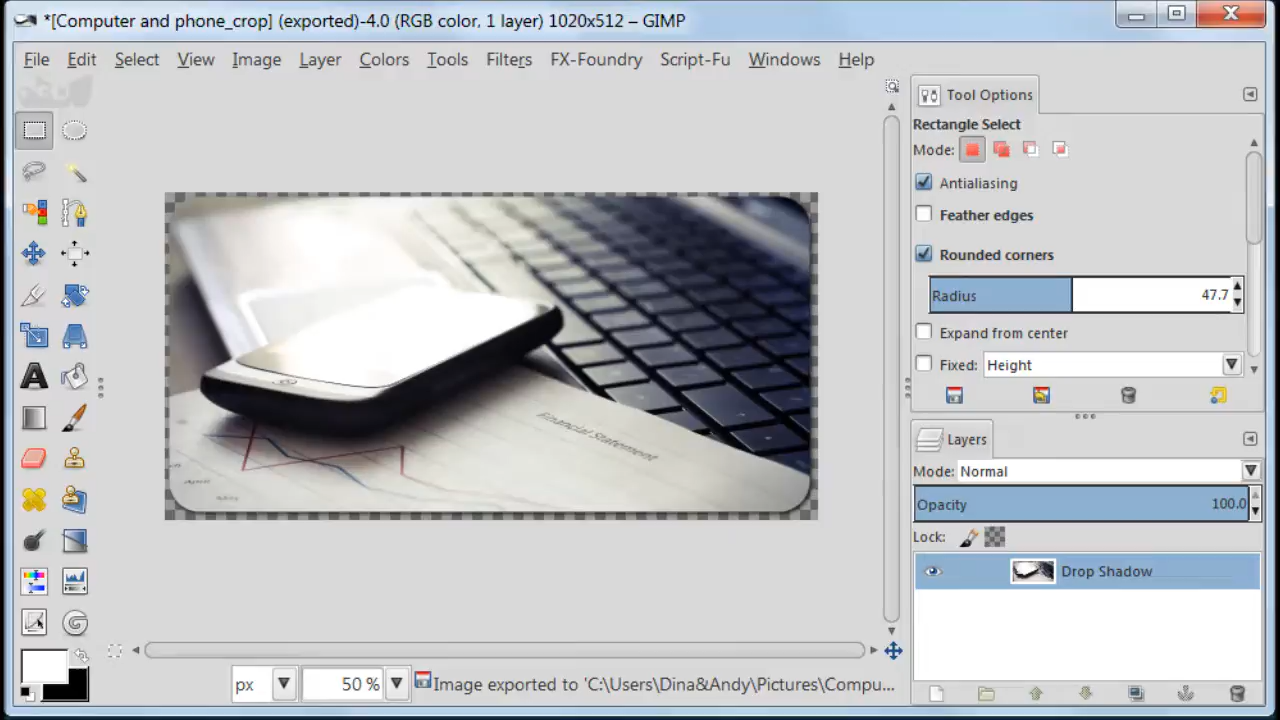 *[Computer and phone_crop] (exported)-4.0 (RGB color, 1 layer) 1020x512 – GIMP
File Edit Select View Image Layer Colors Tools Filters FX-Foundry Script-Fu Windows Help
Tool Options
Rectangle Select
Mode:
Antialiasing
Feather edges
Rounded corners
Radius 47.7
Expand from center
Fixed: Height
Financial Statement
April
May
Layers
Mode: Normal
Opacity 100.0
Lock:
Drop Shadow
px 50 % Image exported to 'C:\Users\Dina&Andy\Pictures\Compu...